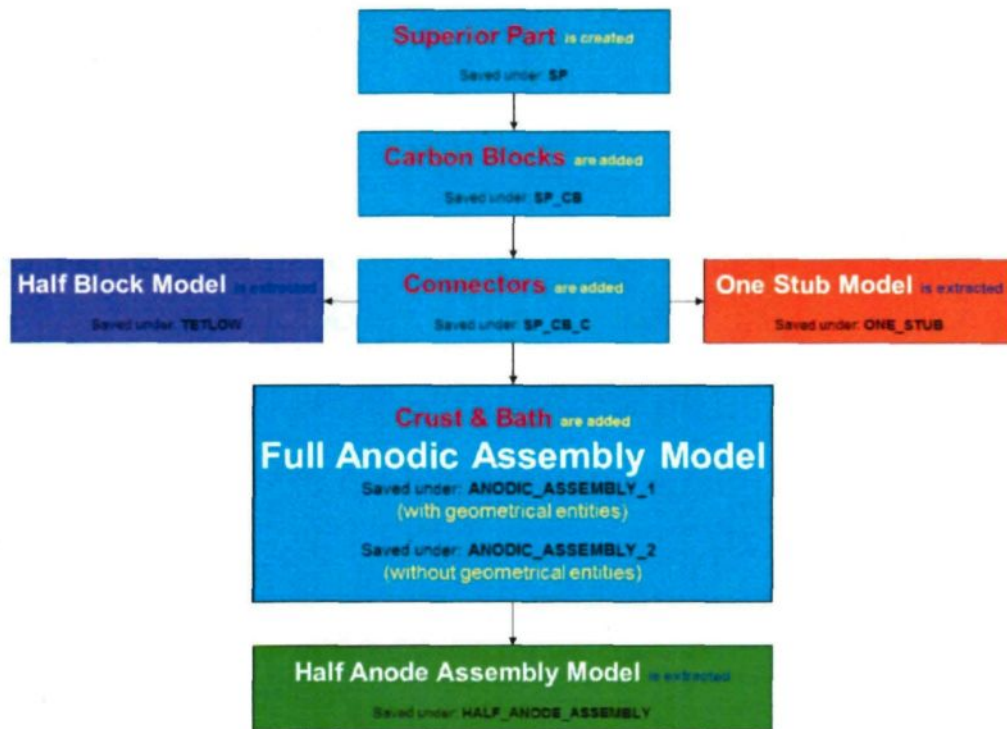 Superior Part is created
Saved under: SP
Carbon Blocks are added
Saved under: SP_CB
Half Block Model is extracted
Saved under: TETLOW
Connectors are added
Saved under: SP_CB_C
One Stub Model is extracted
Saved under: ONE_STUB
Crust & Bath are added
Full Anodic Assembly Model
Saved under: ANODIC_ASSEMBLY_1
(with geometrical entities)
Saved under: ANODIC_ASSEMBLY_2
(without geometrical entities)
Half Anode Assembly Model is extracted
Saved under: HALF_ANODE_ASSEMBLY